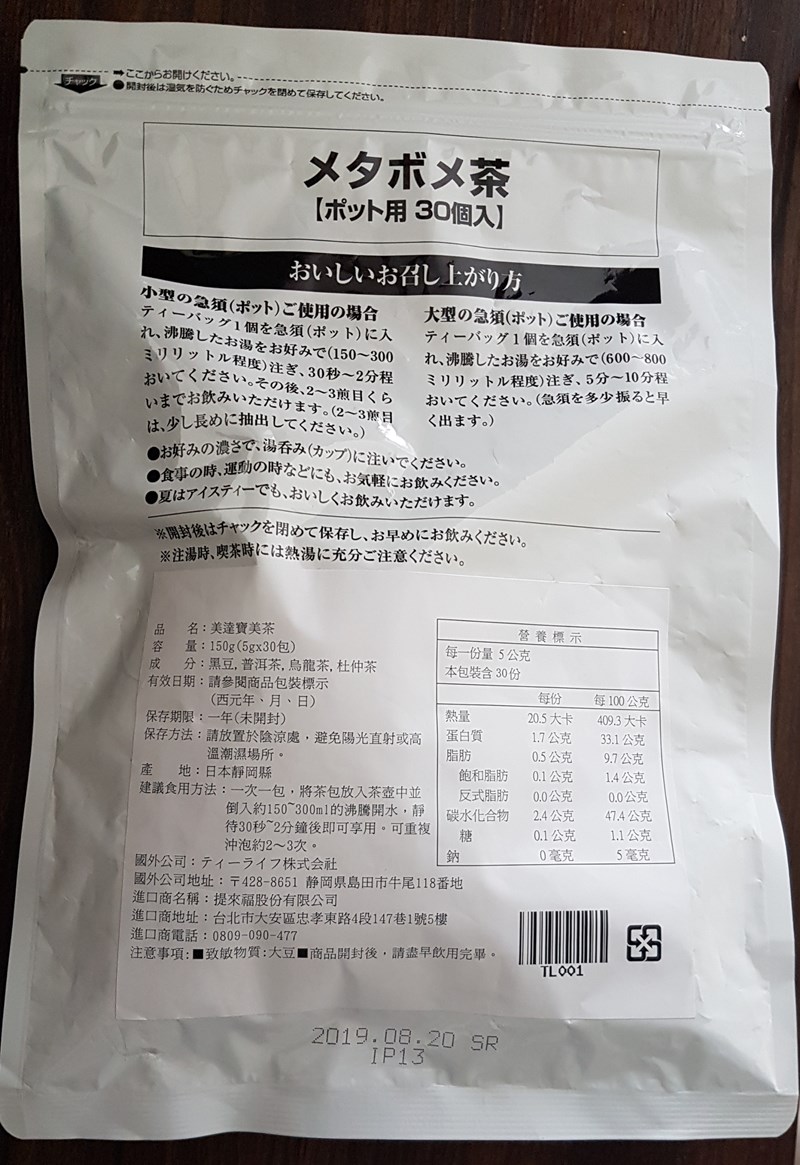 チャック
➡ここからお開けください。
●開封後は湿気を防ぐためチャックを閉めて保存してください。
メタボメ茶
【ポット用 30個入】
おいしいお召し上がり方
小型の急須(ポット)ご使用の場合
ティーバッグ1個を急須(ポット)に入
れ、沸騰したお湯をお好みで(150～300
ミリリットル程度)注ぎ、30秒～2分程
おいてください。その後、2～3煎目くら
いまでお飲みいただけます。(2～3煎目
は、少し長めに抽出してください。)
大型の急須(ポット)ご使用の場合
ティーバッグ1個を急須(ポット)に入
れ、沸騰したお湯をお好みで(600～800
ミリリットル程度)注ぎ、5分～10分程
おいてください。(急須を多少振ると早
く出ます。)
●お好みの濃さで、湯呑み(カップ)に注いでください。
●食事の時、運動の時などにも、お気軽にお飲みください。
●夏はアイスティーでも、おいしくお飲みいただけます。
※開封後はチャックを閉めて保存し、お早めにお飲みください。
※注湯時、喫茶時には熱湯に充分ご注意ください。
品 名：美達寶美茶
容 量：150g(5gx30包)
成 分：黑豆, 普洱茶, 烏龍茶, 杜仲茶
有效日期：請參閱商品包裝標示
(西元年、月、日)
保存期限：一年(未開封)
保存方法：請放置於陰涼處，避免陽光直射或高
溫潮濕場所。
產 地：日本靜岡縣
建議食用方法：一次一包，將茶包放入茶壺中並
倒入約150~300ml的沸騰開水，靜
待30秒~2分鐘後即可享用。可重複
沖泡約2～3次。
國外公司：ティーライフ株式会社
國外公司地址：〒428-8651 静岡県島田市牛尾118番地
進口商名稱：提來福股份有限公司
進口商地址：台北市大安區忠孝東路4段147巷1號5樓
進口商電話：0809-090-477
注意事項：■致敏物質：大豆■商品開封後，請盡早飲用完畢。
營養標示
每一份量 5公克
本包裝含 30份
每份 每 100 公克
熱量 20.5 大卡 409.3 大卡
蛋白質 1.7 公克 33.1 公克
脂肪 0.5 公克 9.7 公克
飽和脂肪 0.1 公克 1.4 公克
反式脂肪 0.0 公克 0.0 公克
碳水化合物 2.4 公克 47.4 公克
糖 0.1 公克 1.1 公克
鈉 0 毫克 5 毫克
TL001
2019.08.20 SR
IP13